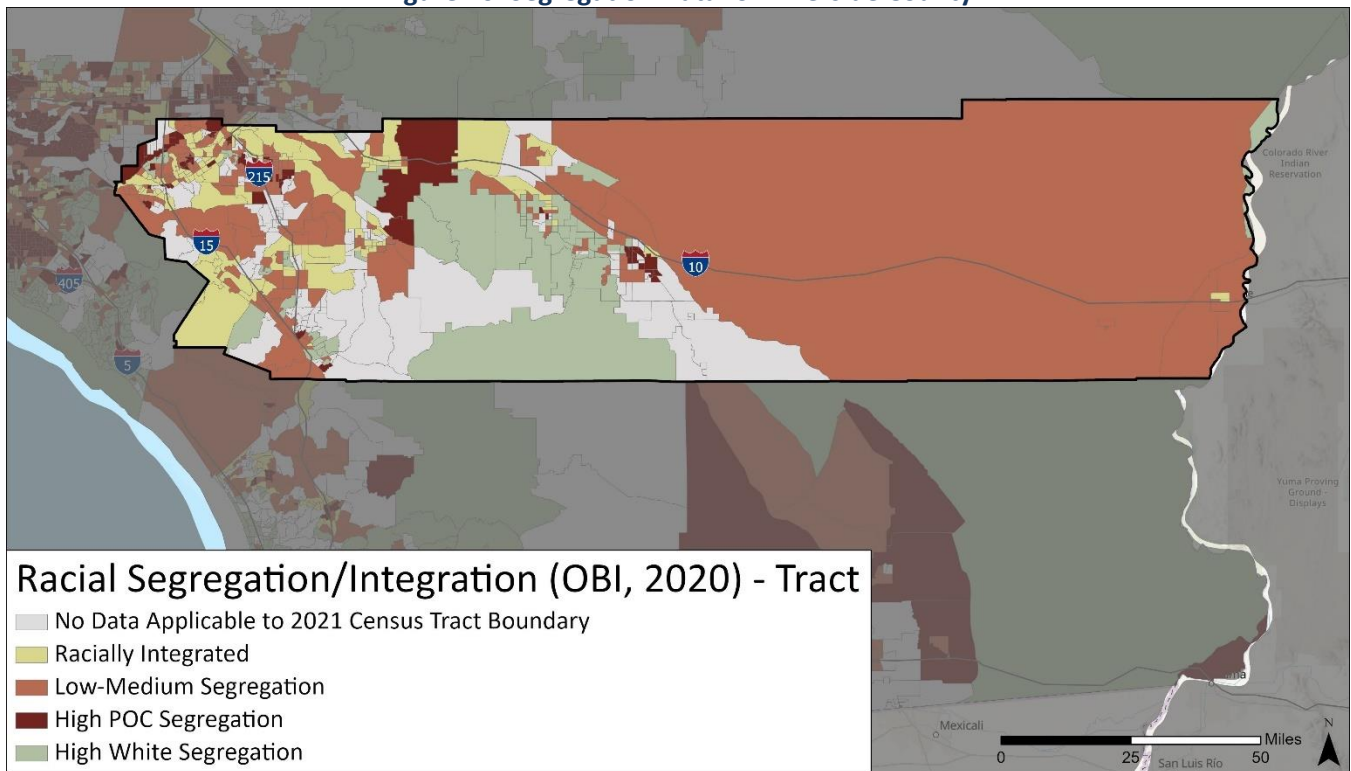 215
15
10
405
5
Colorado River
Indian
Reservation
Yuma Proving
Ground -
Displays
Mexicali
San Luis Río
Racial Segregation/Integration (OBI, 2020) - Tract
No Data Applicable to 2021 Census Tract Boundary
Racially Integrated
Low-Medium Segregation
High POC Segregation
High White Segregation
N
Miles
0
25
50